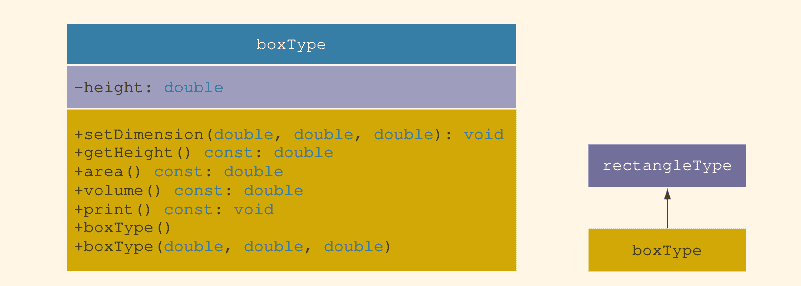 boxType
-height: double
+setDimension(double, double, double): void
+getHeight() const: double
+area() const: double
+volume() const: double
+print() const: void
+boxType()
+boxType(double, double, double)
rectangleType
boxType